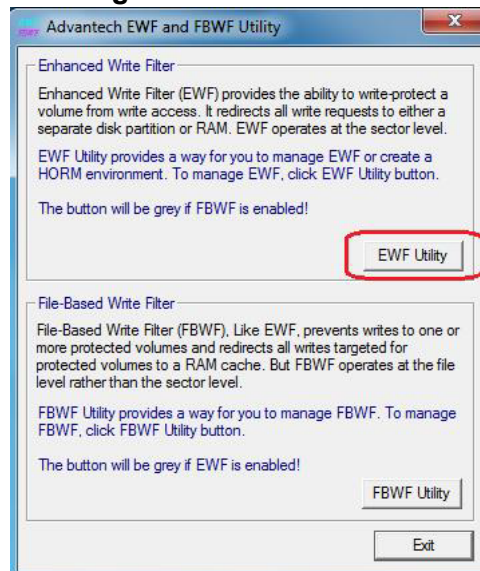 Advantech EWF and FBWF Utility
Enhanced Write Filter
Enhanced Write Filter (EWF) provides the ability to write-protect a
volume from write access. It redirects all write requests to either a
separate disk partition or RAM. EWF operates at the sector level.
EWF Utility provides a way for you to manage EWF or create a
HORM environment. To manage EWF, click EWF Utility button.
The button will be grey if FBWF is enabled!
EWF Utility
File-Based Write Filter
File-Based Write Filter (FBWF), Like EWF, prevents writes to one or
more protected volumes and redirects all writes targeted for
protected volumes to a RAM cache. But FBWF operates at the file
level rather than the sector level.
FBWF Utility provides a way for you to manage FBWF. To manage
FBWF, click FBWF Utility button.
The button will be grey if EWF is enabled!
FBWF Utility
Exit